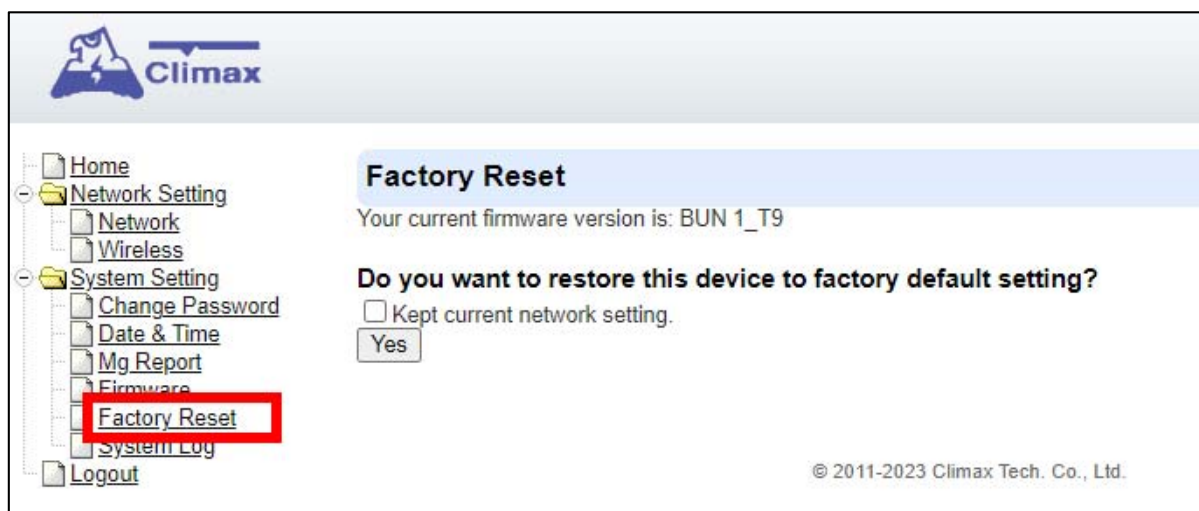 Climax
Home
Network Setting
Network
Wireless
System Setting
Change Password
Date & Time
Mg Report
Firmware
Factory Reset
System Log
Logout
Factory Reset
Your current firmware version is: BUN 1_T9
Do you want to restore this device to factory default setting?
Kept current network setting.
Yes
© 2011-2023 Climax Tech. Co., Ltd.